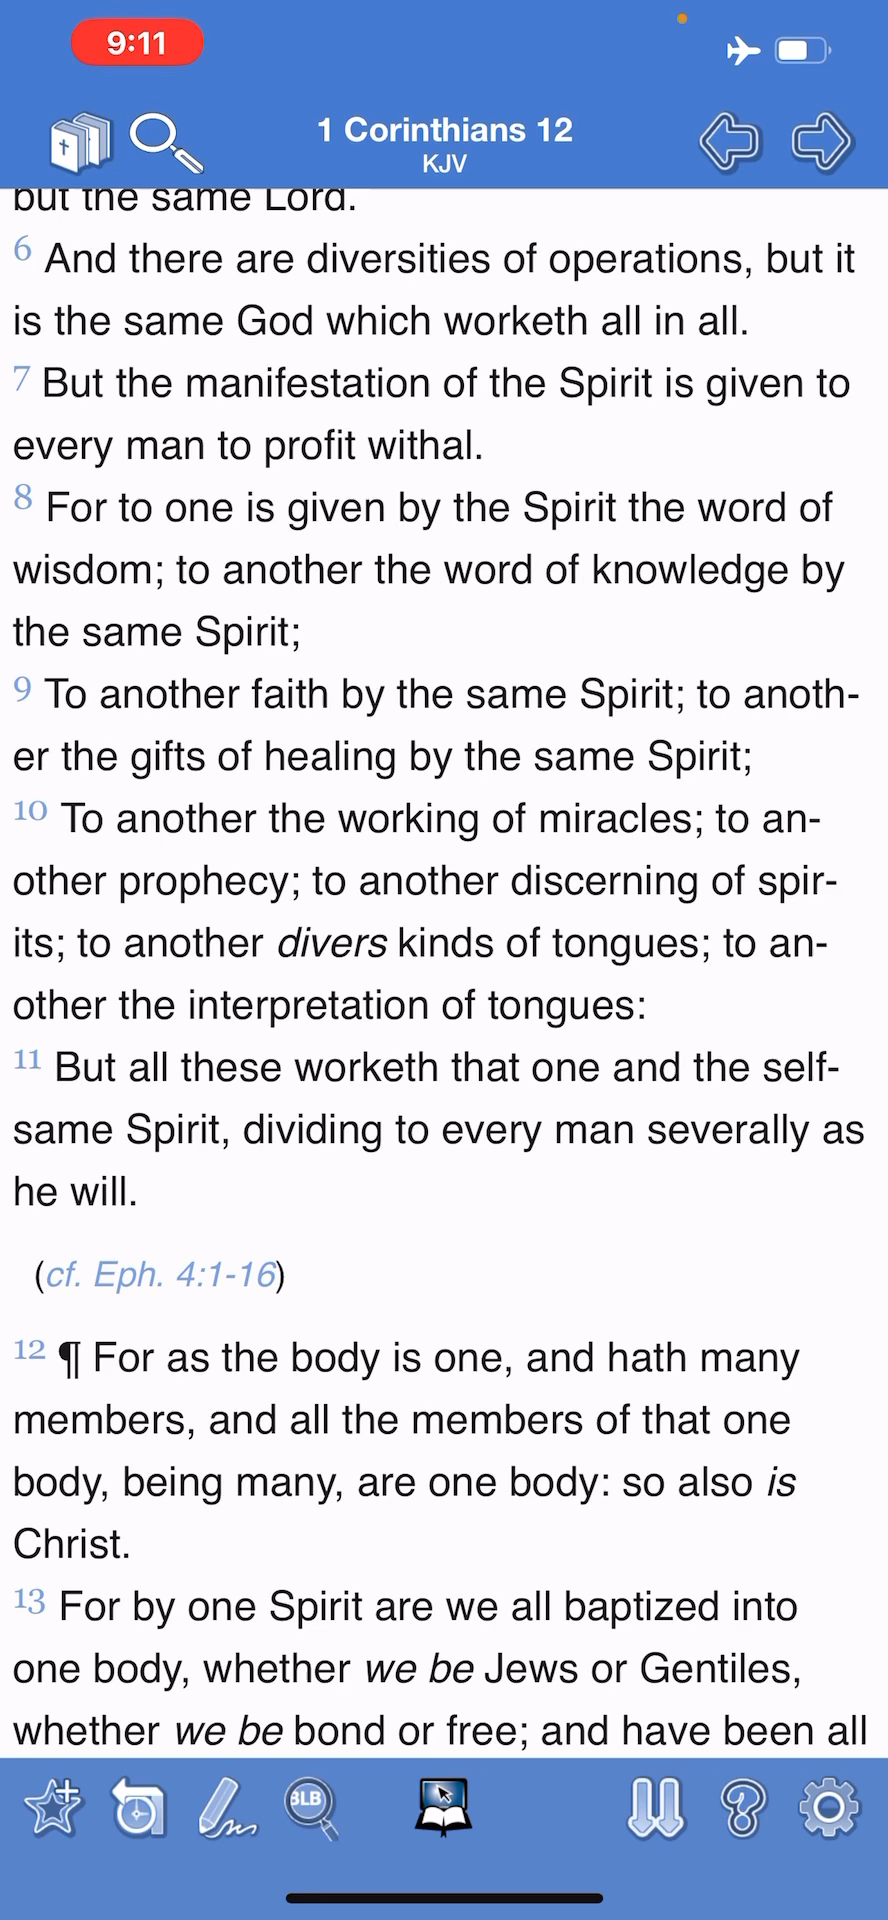 9:11
1 Corinthians 12
KJV
but the same Lord.
6 And there are diversities of operations, but it
is the same God which worketh all in all.
7 But the manifestation of the Spirit is given to
every man to profit withal.
8 For to one is given by the Spirit the word of
wisdom; to another the word of knowledge by
the same Spirit;
9 To another faith by the same Spirit; to anoth-
er the gifts of healing by the same Spirit;
10 To another the working of miracles; to an-
other prophecy; to another discerning of spir-
its; to another divers kinds of tongues; to an-
other the interpretation of tongues:
11 But all these worketh that one and the self-
same Spirit, dividing to every man severally as
he will.
(cf. Eph. 4:1-16)
12 ¶ For as the body is one, and hath many
members, and all the members of that one
body, being many, are one body: so also is
Christ.
13 For by one Spirit are we all baptized into
one body, whether we be Jews or Gentiles,
whether we be bond or free; and have been all
BLB